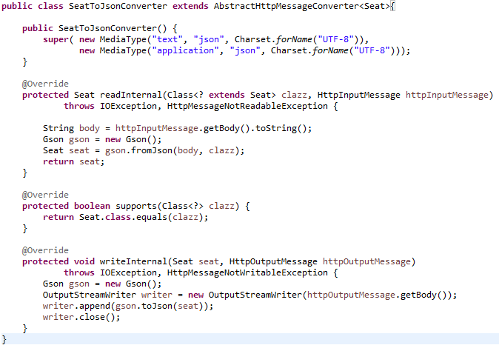 public class SeatToJsonConverter extends AbstractHttpMessageConverter<Seat>{
public SeatToJsonConverter() {
super( new MediaType("text", "json", Charset.forName("UTF-8")),
new MediaType("application", "json", Charset.forName("UTF-8")));
}
@Override
protected Seat readInternal(Class<? extends Seat> clazz, HttpInputMessage httpInputMessage)
throws IOException, HttpMessageNotReadableException {
String body = httpInputMessage.getBody().toString();
Gson gson = new Gson();
Seat seat = gson.fromJson(body, clazz);
return seat;
}
@Override
protected boolean supports(Class<?> clazz) {
return Seat.class.equals(clazz);
}
@Override
protected void writeInternal(Seat seat, HttpOutputMessage httpOutputMessage)
throws IOException, HttpMessageNotWritableException {
Gson gson = new Gson();
OutputStreamWriter writer = new OutputStreamWriter(httpOutputMessage.getBody());
writer.append(gson.toJson(seat));
writer.close();
}
}